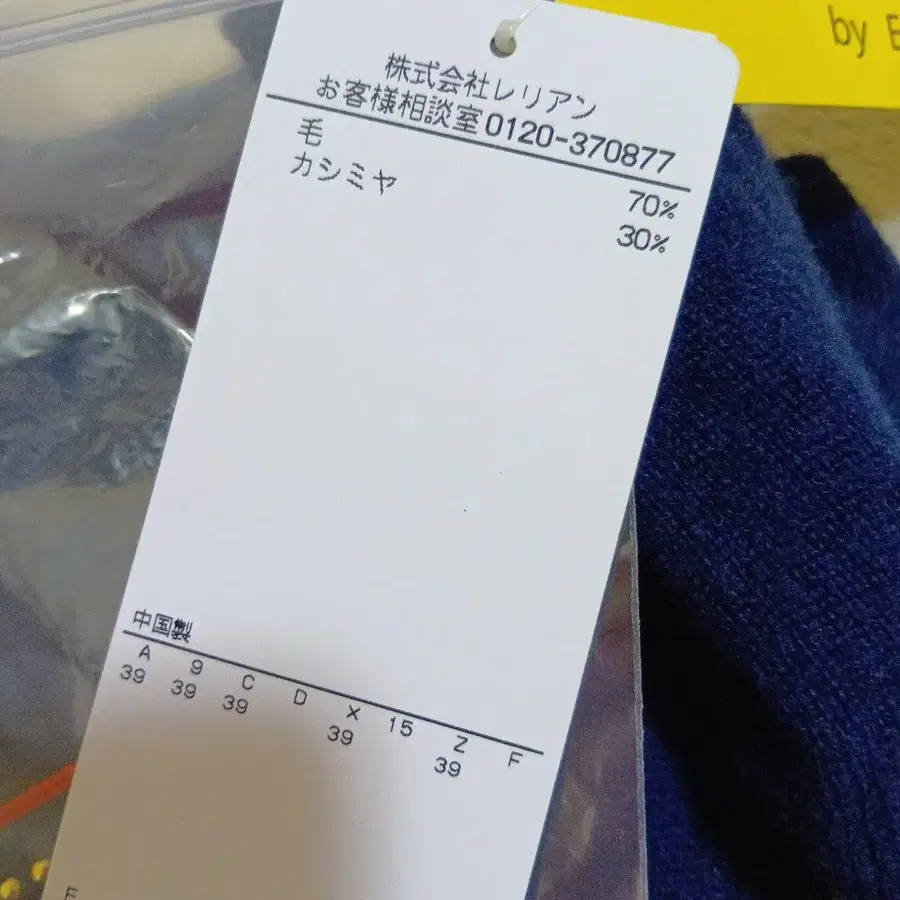 by E
株式会社レリアン
お客様相談室0120-370877
毛 70%
カシミヤ 30%
中国製
A 9 C D X 15 Z F
39 39 39 39 39